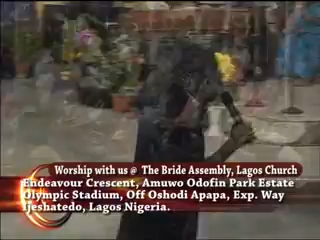 Worship with us @ The Bride Assembly, Lagos Church
Endeavour Crescent, Amuwo Odofin Park Estate
Olympic Stadium, Off Oshodi Apapa, Exp. Way
Ijeshatedo, Lagos Nigeria.